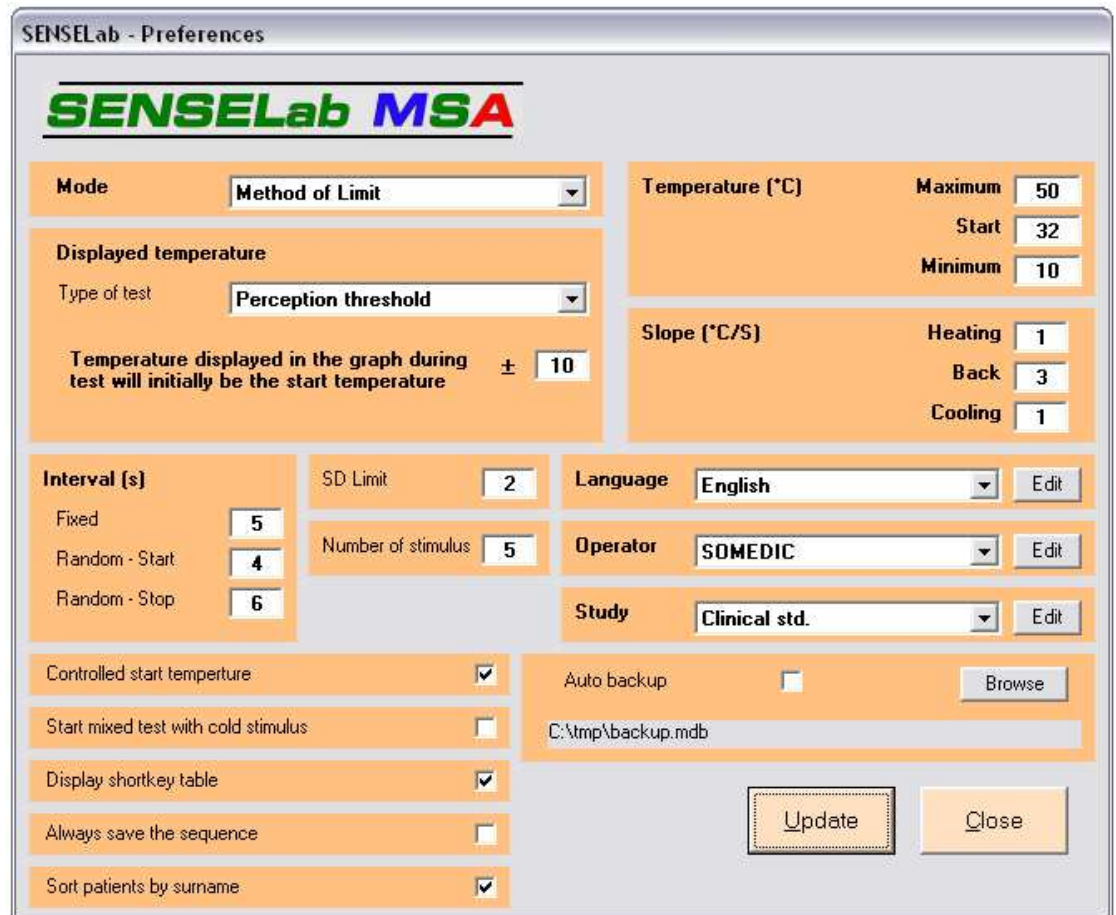 SENSELab - Preferences
SENSELab MSA
Mode Method of Limit
Displayed temperature
Type of test Perception threshold
Temperature displayed in the graph during
test will initially be the start temperature ± 10
Temperature (°C) Maximum 50
Start 32
Minimum 10
Slope (°C/S) Heating 1
Back 3
Cooling 1
Interval (s)
Fixed 5
Random - Start 4
Random - Stop 6
SD Limit 2
Number of stimulus 5
Language English Edit
Operator SOMEDIC Edit
Study Clinical std. Edit
Controlled start temperture
Start mixed test with cold stimulus
Display shortkey table
Always save the sequence
Sort patients by surname
Auto backup Browse
C:\tmp\backup.mdb
Update Close